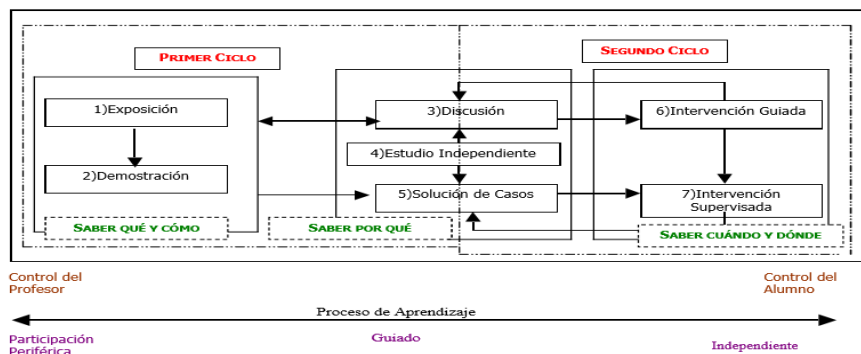 PRIMER CICLO
SEGUNDO CICLO
1)Exposición
2)Demostración
3)Discusión
4)Estudio Independiente
5)Solución de Casos
6)Intervención Guiada
7)Intervención
Supervisada
SABER QUÉ Y CÓMO
SABER POR QUÉ
SABER CUÁNDO Y DÓNDE
Control del
Profesor
Control del
Alumno
Proceso de Aprendizaje
Participación
Periférica
Guiado
Independiente